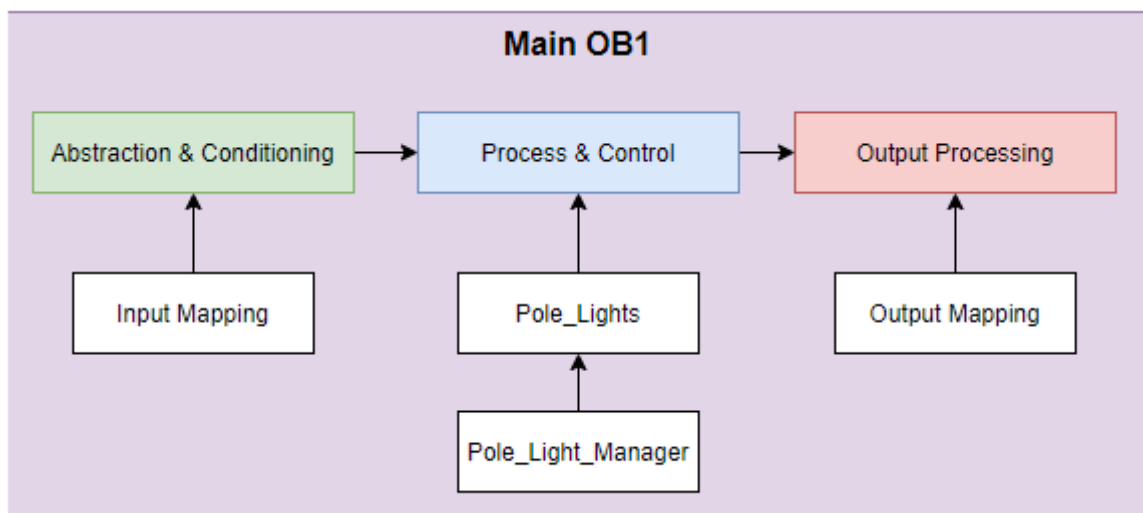 Main OB1
Abstraction & Conditioning
Process & Control
Output Processing
Input Mapping
Pole_Lights
Output Mapping
Pole_Light_Manager